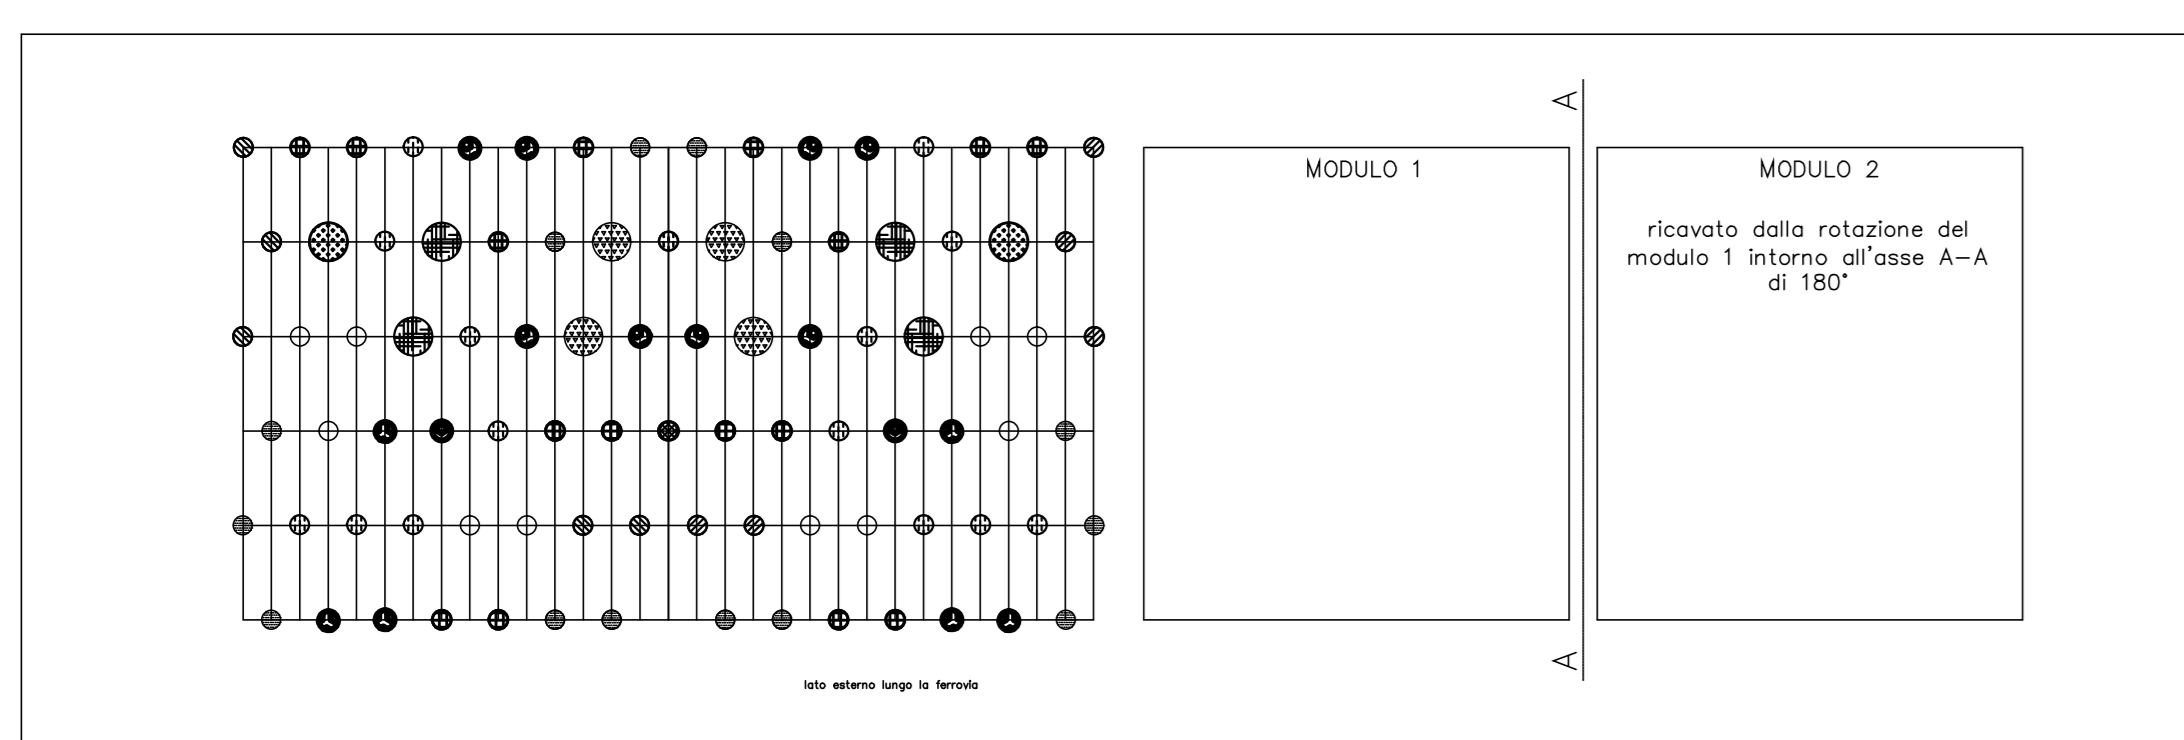 A
MODULO 1
MODULO 2
ricavato dalla rotazione del
modulo 1 intorno all'asse A-A
di 180°
A
lato esterno lungo la ferrovia